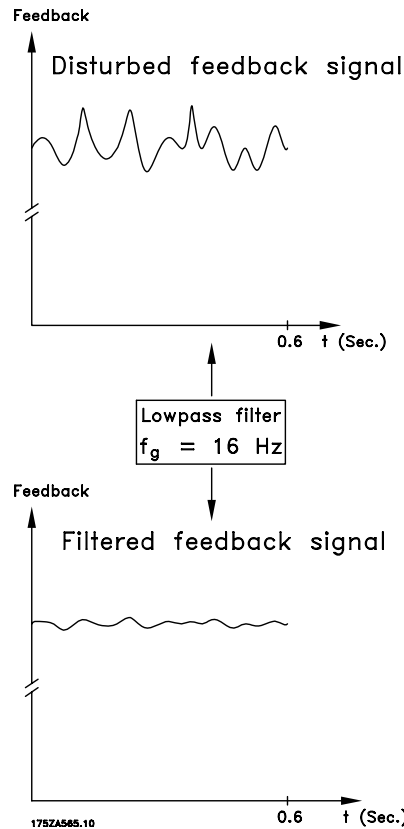 Feedback
Disturbed feedback signal
0.6 t (Sec.)
Lowpass filter
fg = 16 Hz
Feedback
Filtered feedback signal
0.6 t (Sec.)
175ZA565.10